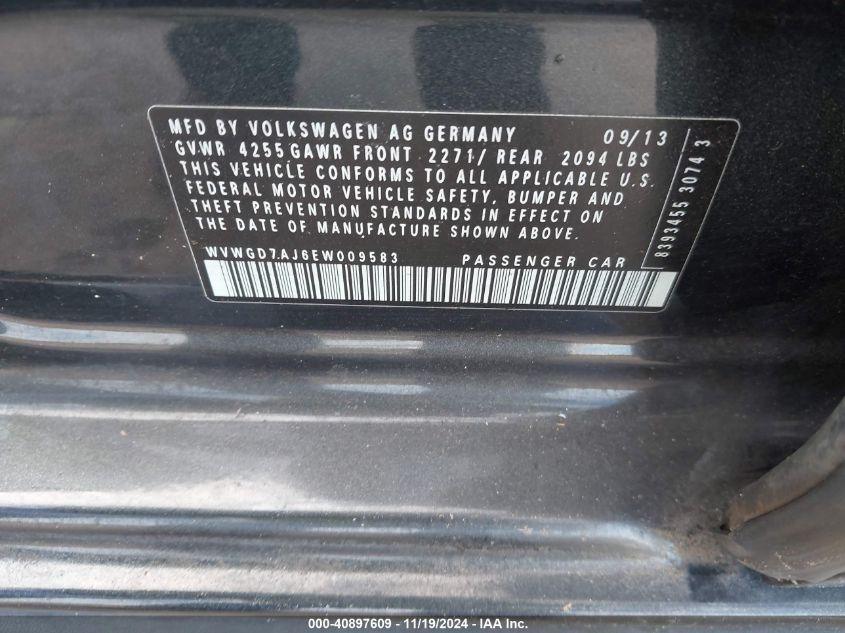 MFD BY VOLKSWAGEN AG GERMANY 09/13
GVWR 4255 GAWR FRONT 2271/ REAR 2094 LBS
THIS VEHICLE CONFORMS TO ALL APPLICABLE U.S.
FEDERAL MOTOR VEHICLE SAFETY, BUMPER AND
THEFT PREVENTION STANDARDS IN EFFECT ON
THE DATE OF MANUFACTURE SHOWN ABOVE.
WVWGD7AJ6EW009583 PASSENGER CAR
8393455 3074 3
000-40897609 - 11/19/2024 - IAA Inc.